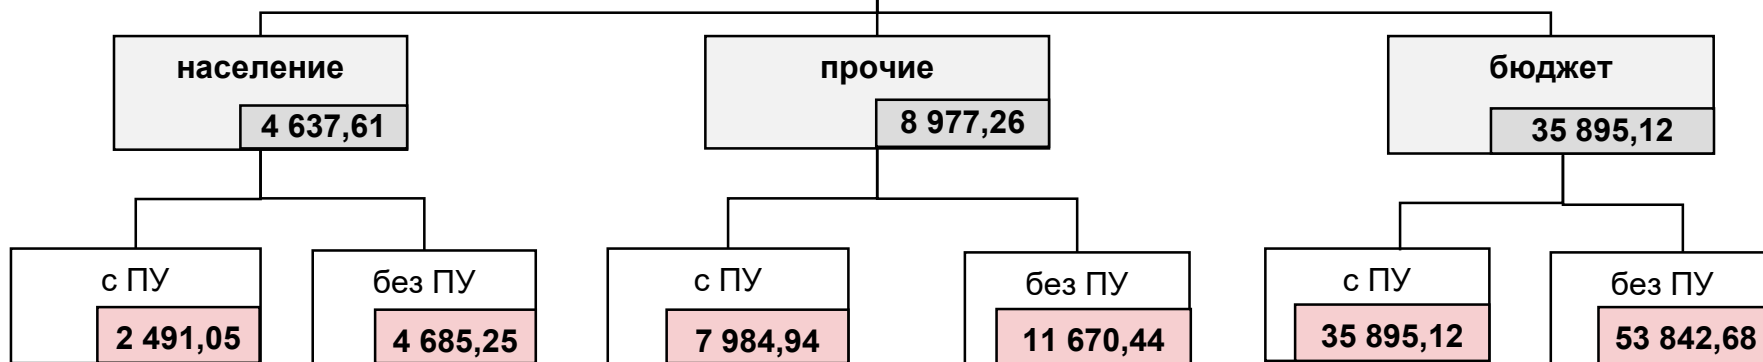 население
4 637,61
прочие
8 977,26
бюджет
35 895,12
с ПУ
2 491,05
без ПУ
4 685,25
с ПУ
7 984,94
без ПУ
11 670,44
с ПУ
35 895,12
без ПУ
53 842,68